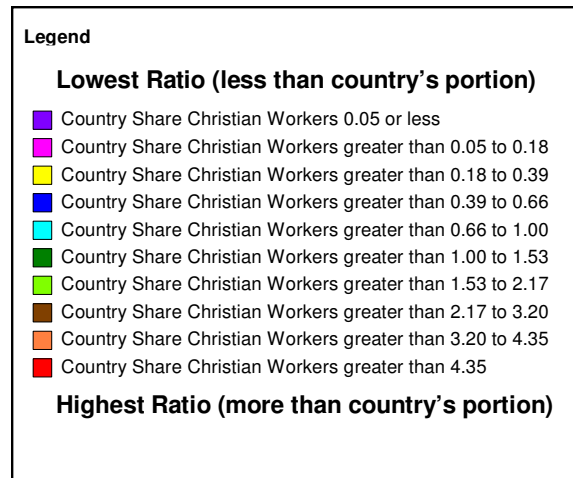 Legend
Lowest Ratio (less than country's portion)
Country Share Christian Workers 0.05 or less
Country Share Christian Workers greater than 0.05 to 0.18
Country Share Christian Workers greater than 0.18 to 0.39
Country Share Christian Workers greater than 0.39 to 0.66
Country Share Christian Workers greater than 0.66 to 1.00
Country Share Christian Workers greater than 1.00 to 1.53
Country Share Christian Workers greater than 1.53 to 2.17
Country Share Christian Workers greater than 2.17 to 3.20
Country Share Christian Workers greater than 3.20 to 4.35
Country Share Christian Workers greater than 4.35
Highest Ratio (more than country's portion)